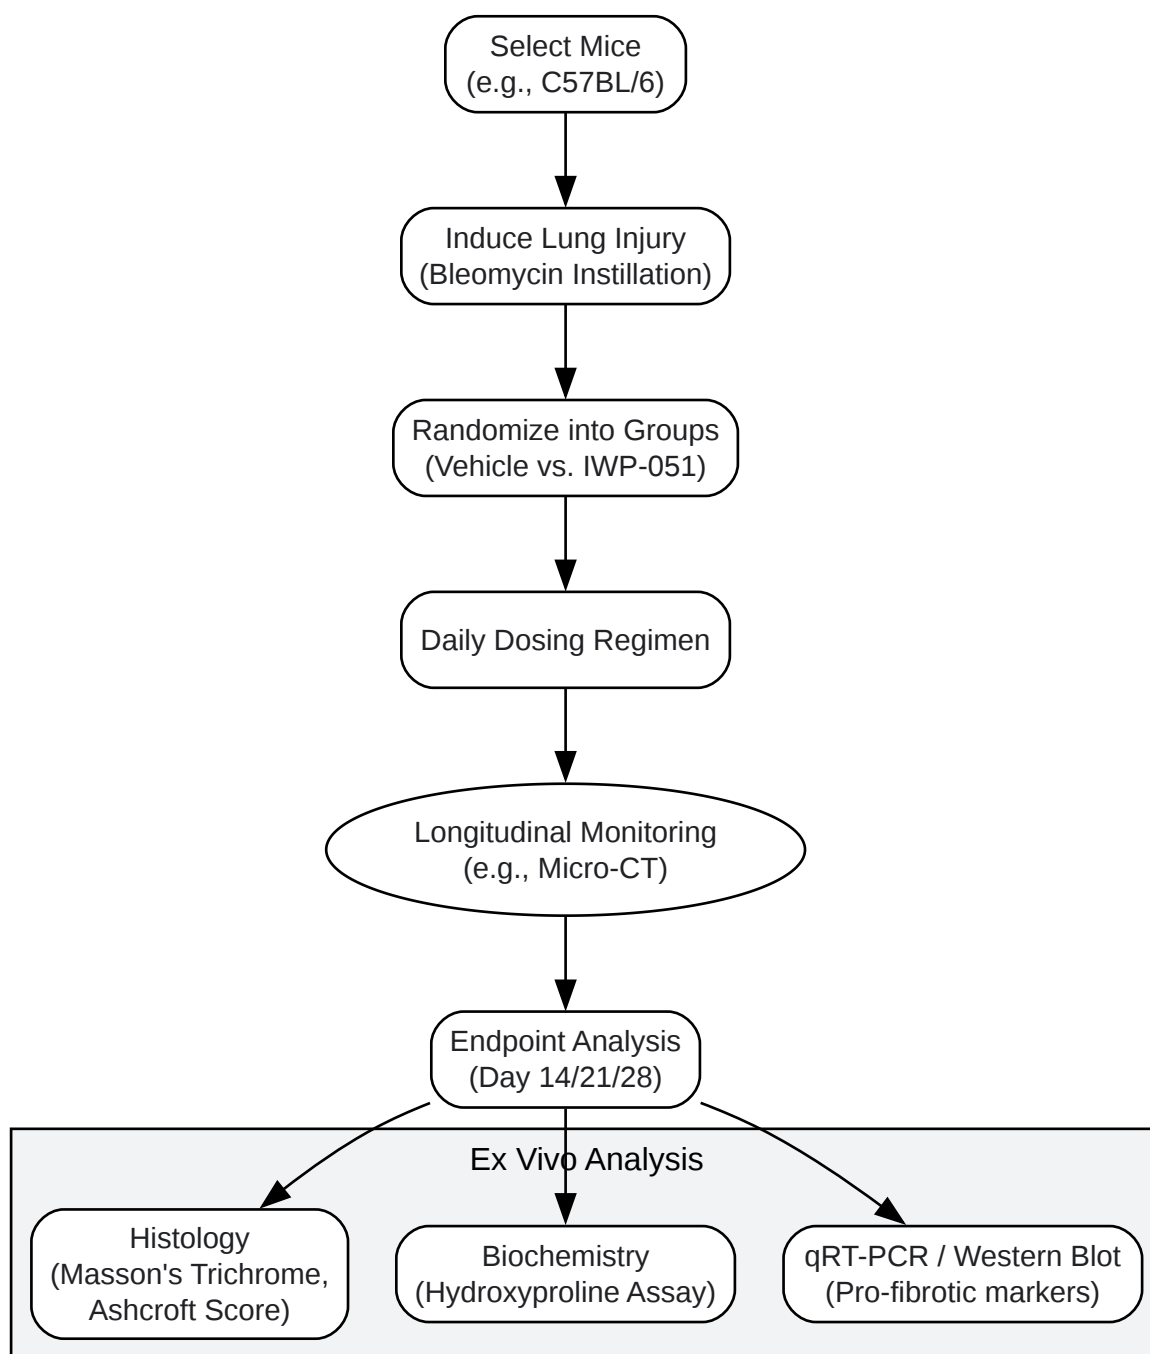 Select Mice
(e.g., C57BL/6)
Induce Lung Injury
(Bleomycin Instillation)
Randomize into Groups
(Vehicle vs. IWP-051)
Daily Dosing Regimen
Longitudinal Monitoring
(e.g., Micro-CT)
Endpoint Analysis
(Day 14/21/28)
Ex Vivo Analysis
Histology
(Masson's Trichrome,
Ashcroft Score)
Biochemistry
(Hydroxyproline Assay)
qRT-PCR / Western Blot
(Pro-fibrotic markers)